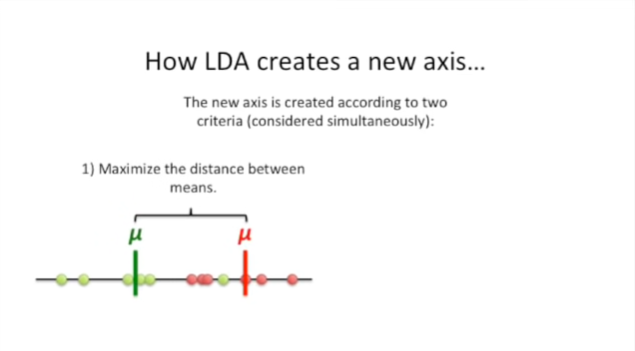 How LDA creates a new axis...
The new axis is created according to two
criteria (considered simultaneously):
1) Maximize the distance between
means.
μ μ